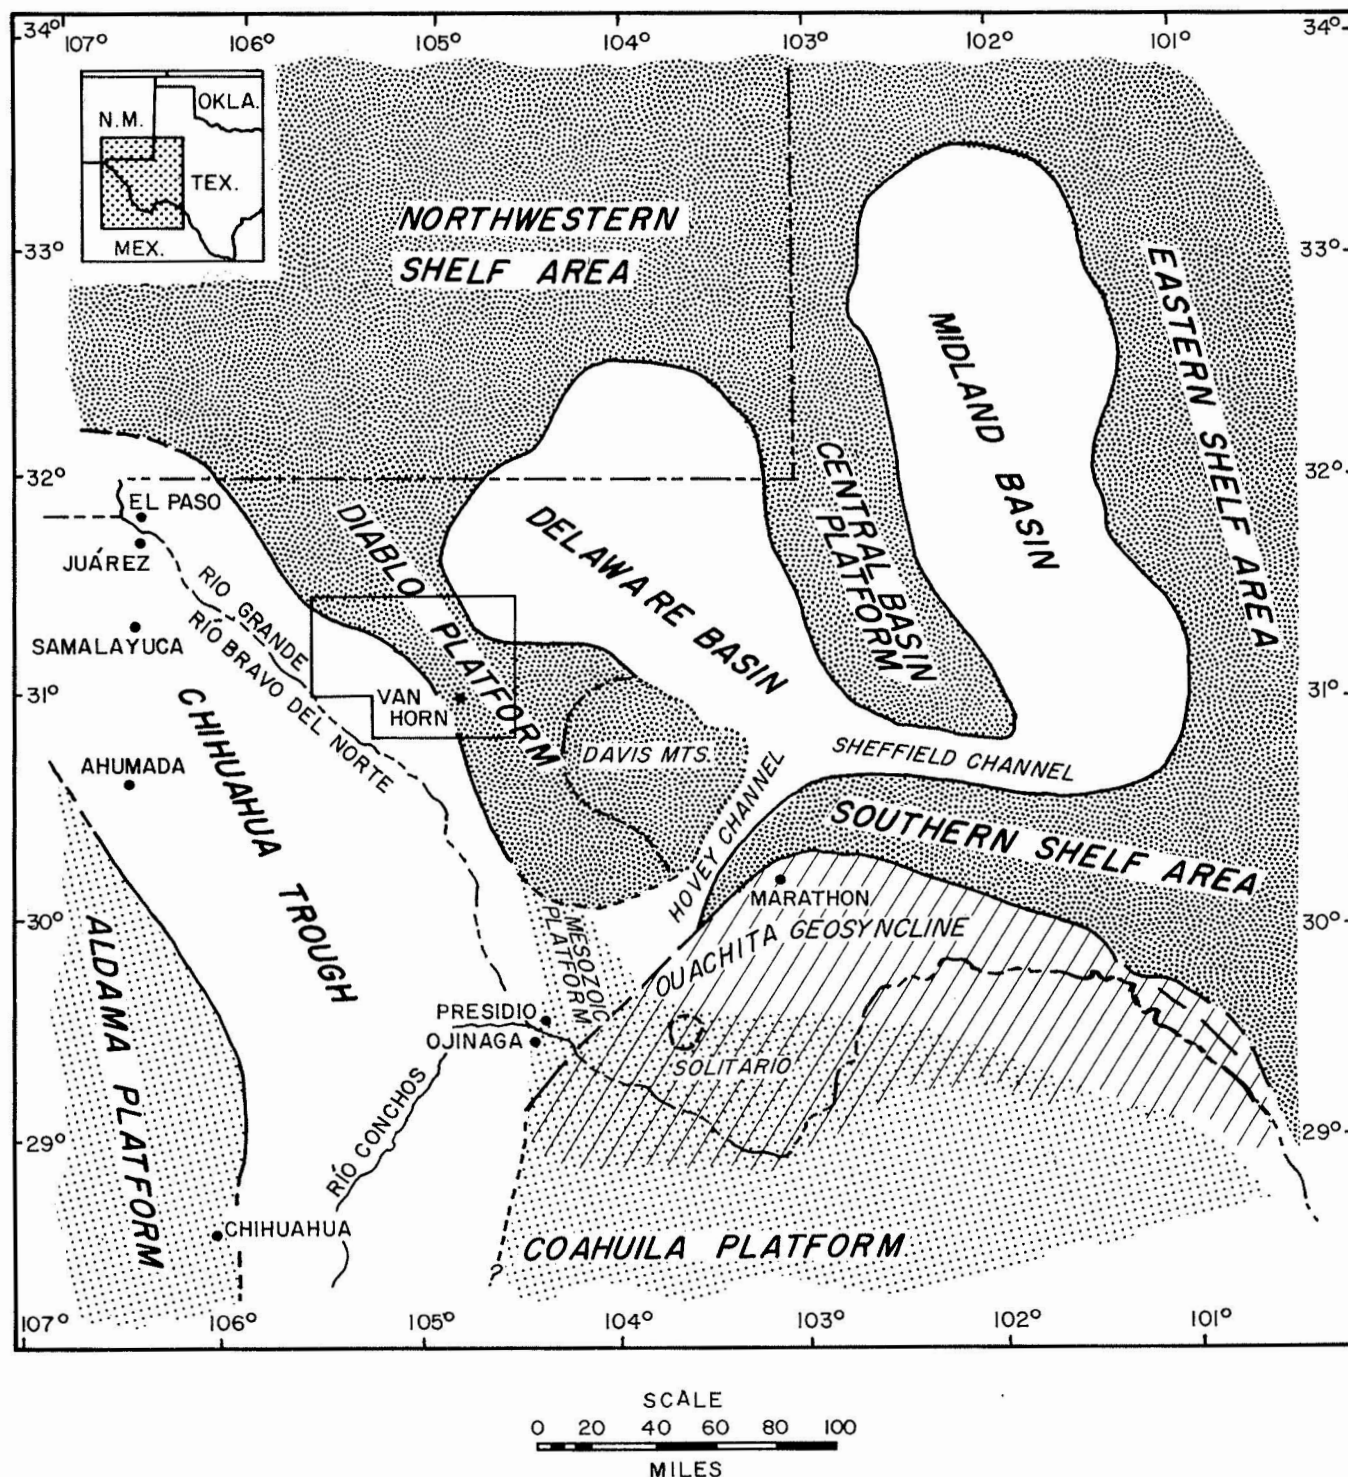 107° 106° 105° 104° 103° 102° 101°
34° 34°
N.M.
OKLA.
TEX.
MEX.
33° 33°
NORTHWESTERN
SHELF AREA
EASTERN SHELF AREA
MIDLAND BASIN
CENTRAL BASIN
PLATFORM
32° 32°
EL PASO
JUÁREZ
SAMALAYUCA
RIO GRANDE
RÍO BRAVO DEL NORTE
DIABLO PLATFORM
DELAWARE BASIN
31° 31°
VAN
HORN
DAVIS MTS.
SHEFFIELD CHANNEL
HOVEY CHANNEL
AHUMADA
CHIHUAHUA TROUGH
SOUTHERN SHELF AREA
MARATHON
30° 30°
OUACHITA GEOSYNCLINE
MESOZOIC
PLATFORM
ALDAMA PLATFORM
PRESIDIO
OJINAGA
SOLITARIO
RÍO CONCHOS
29° 29°
CHIHUAHUA
COAHUILA PLATFORM
?
107° 106° 105° 104° 103° 102° 101°
SCALE
0 20 40 60 80 100
MILES